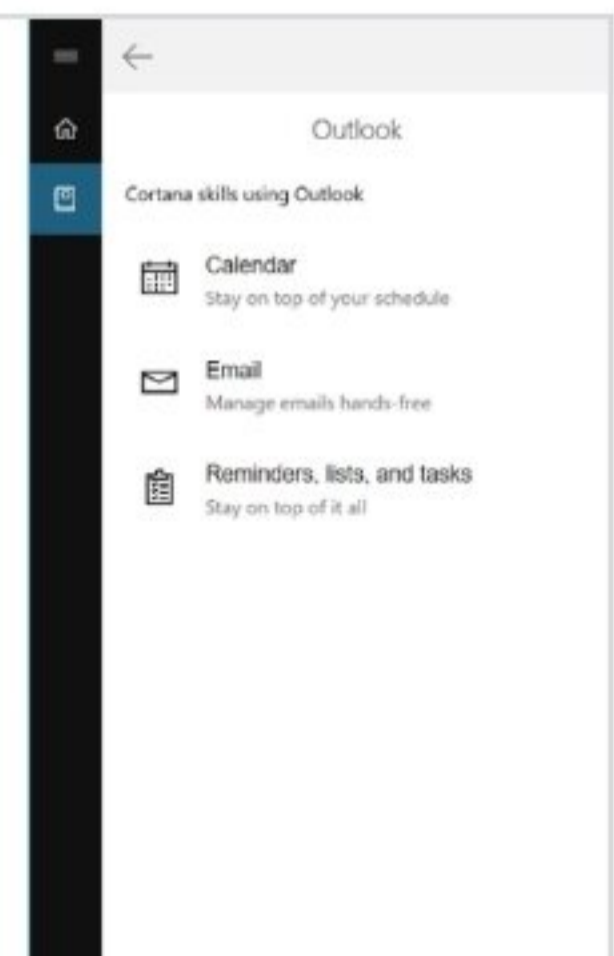 Outlook
Cortana skills using Outlook
Calendar
Stay on top of your schedule
Email
Manage emails hands-free
Reminders, lists, and tasks
Stay on top of it all